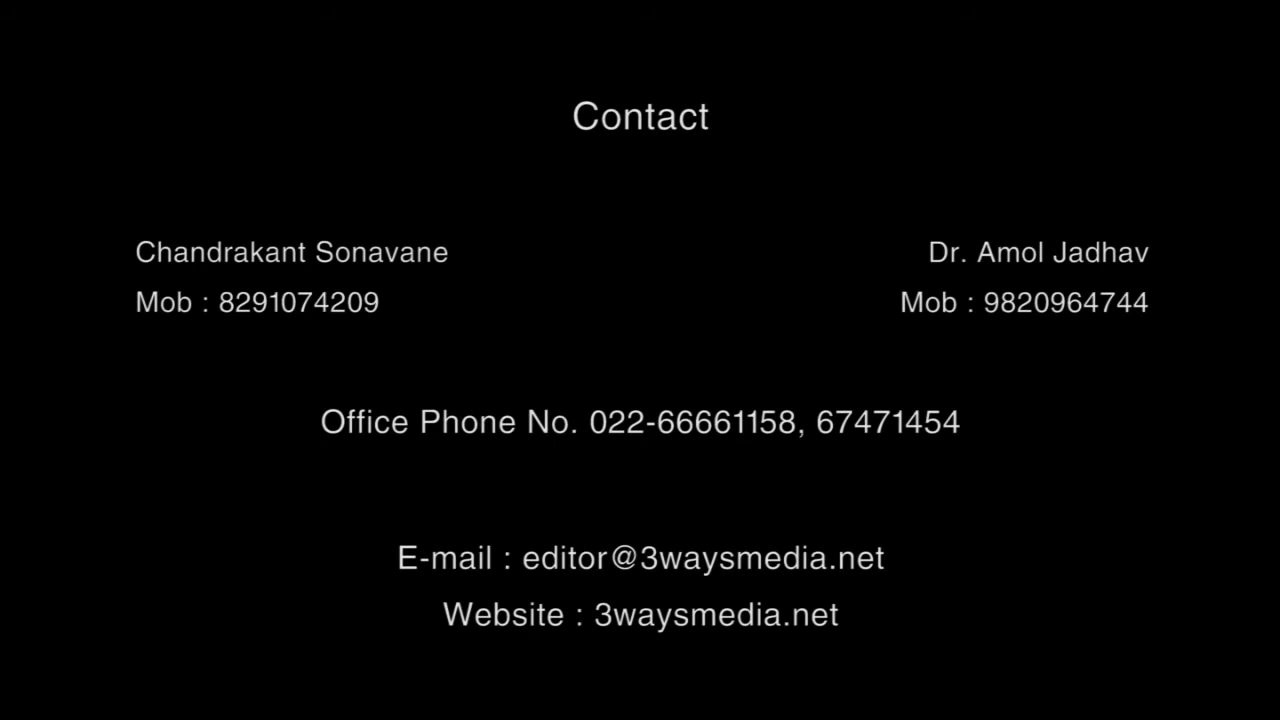 Contact
Chandrakant Sonavane
Mob : 8291074209
Dr. Amol Jadhav
Mob : 9820964744
Office Phone No. 022-66661158, 67471454
E-mail : editor@3waysmedia.net
Website : 3waysmedia.net